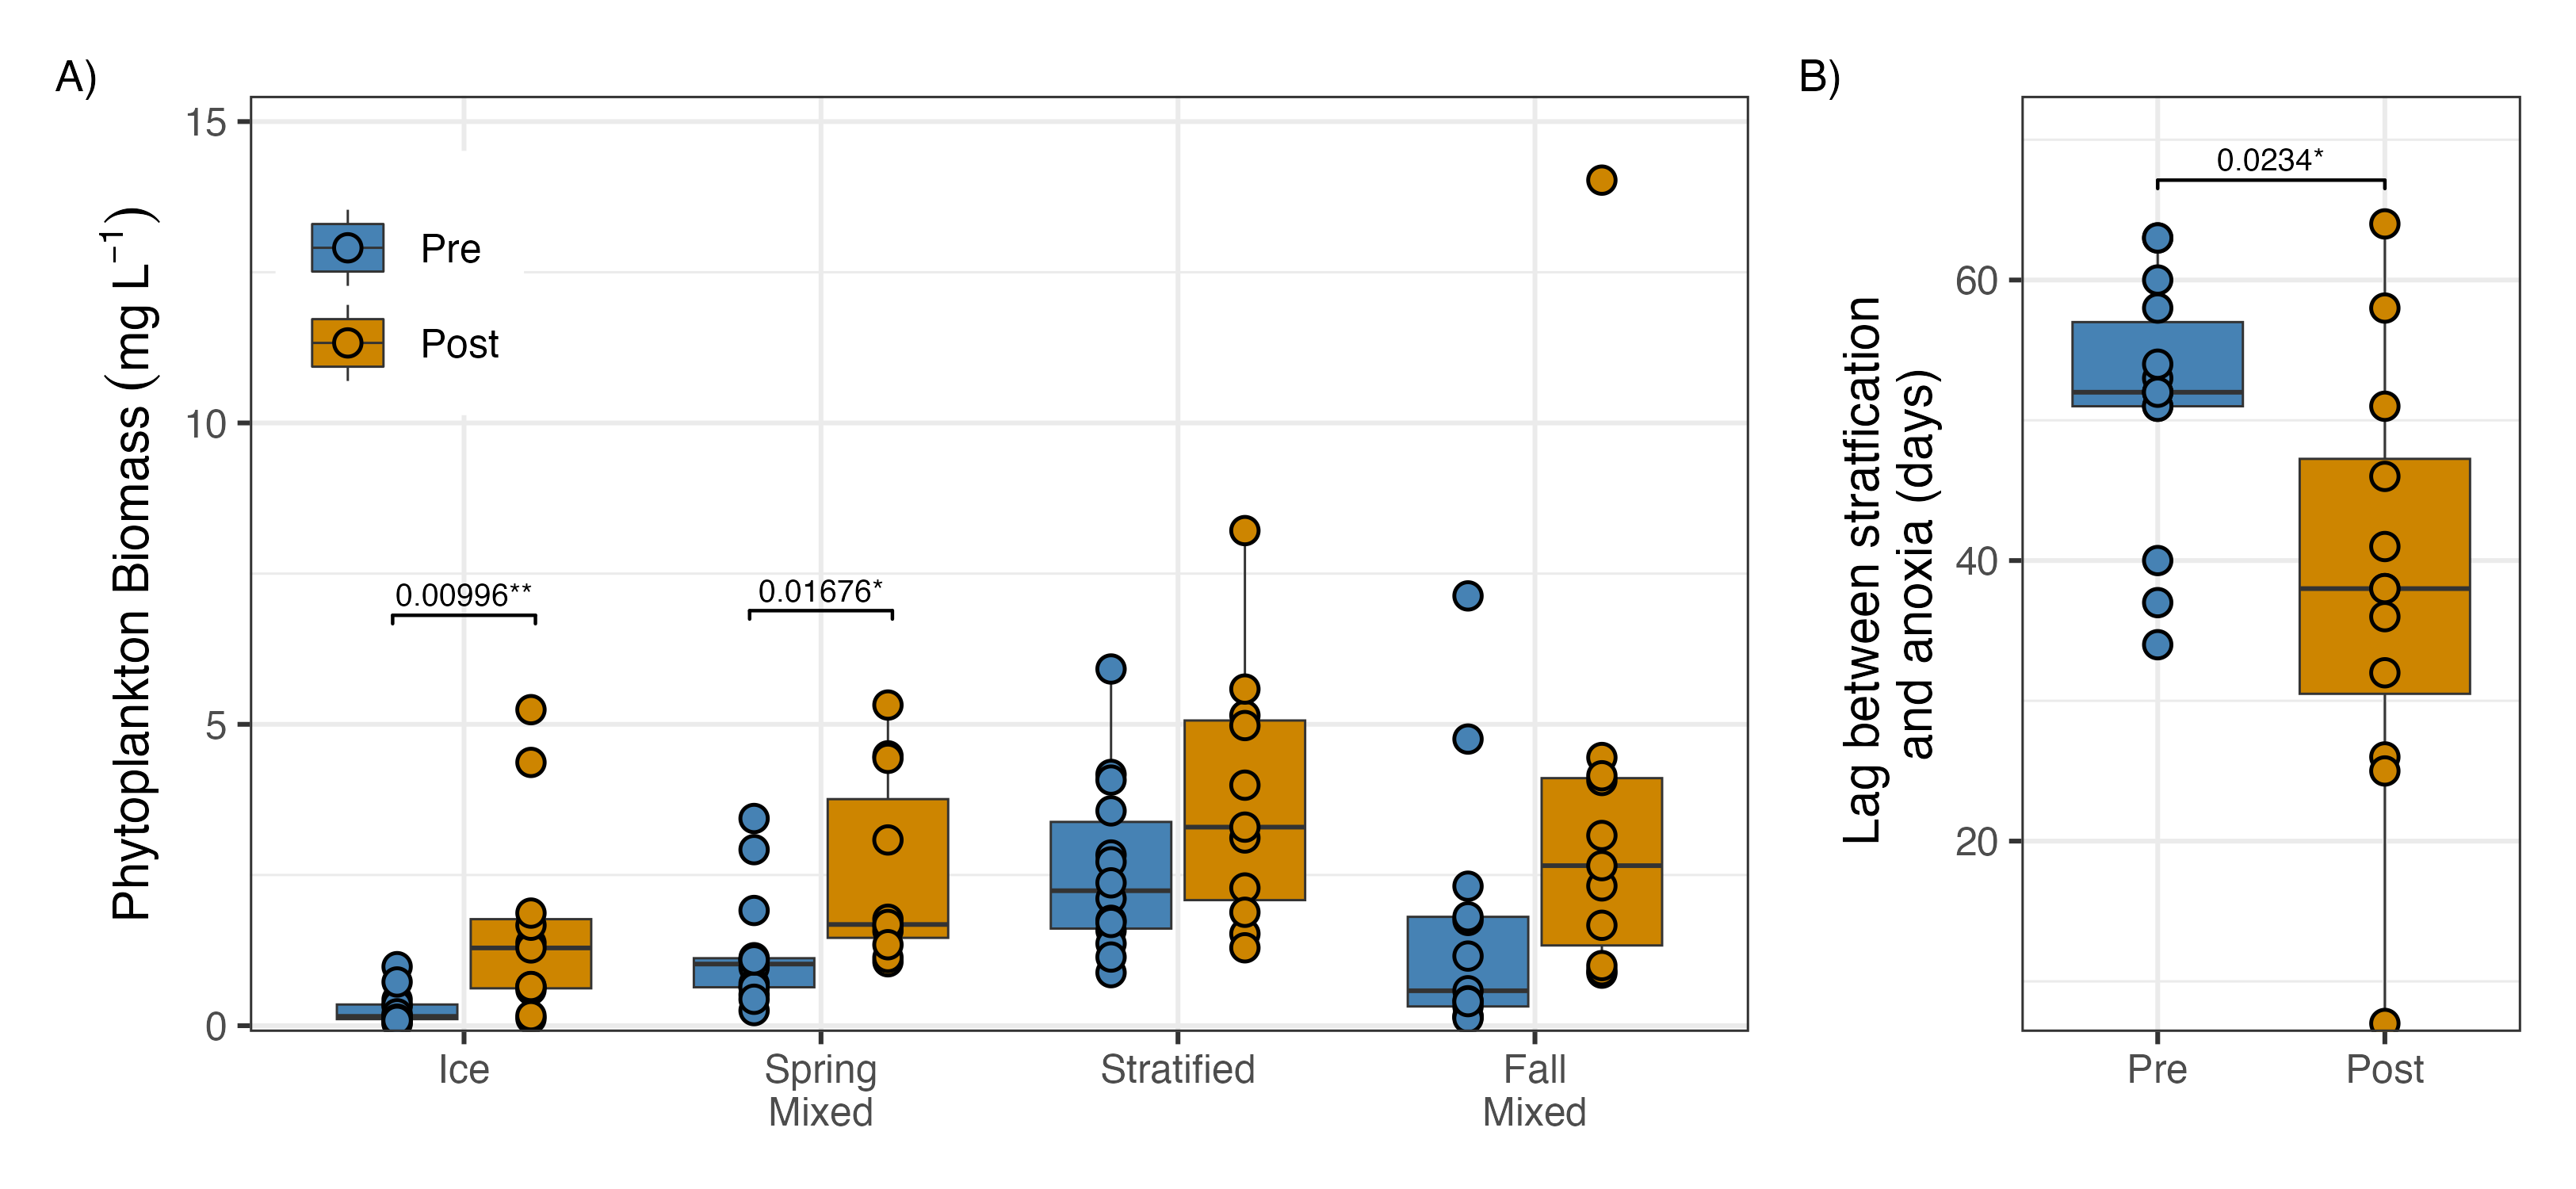 A)
Phytoplankton Biomass (mg L⁻¹)
15
10
5
0
Pre
Post
0.00996**
0.01676*
Ice
Spring
Mixed
Stratified
Fall
Mixed
B)
Lag between stratification
and anoxia (days)
60
40
20
0.0234*
Pre
Post